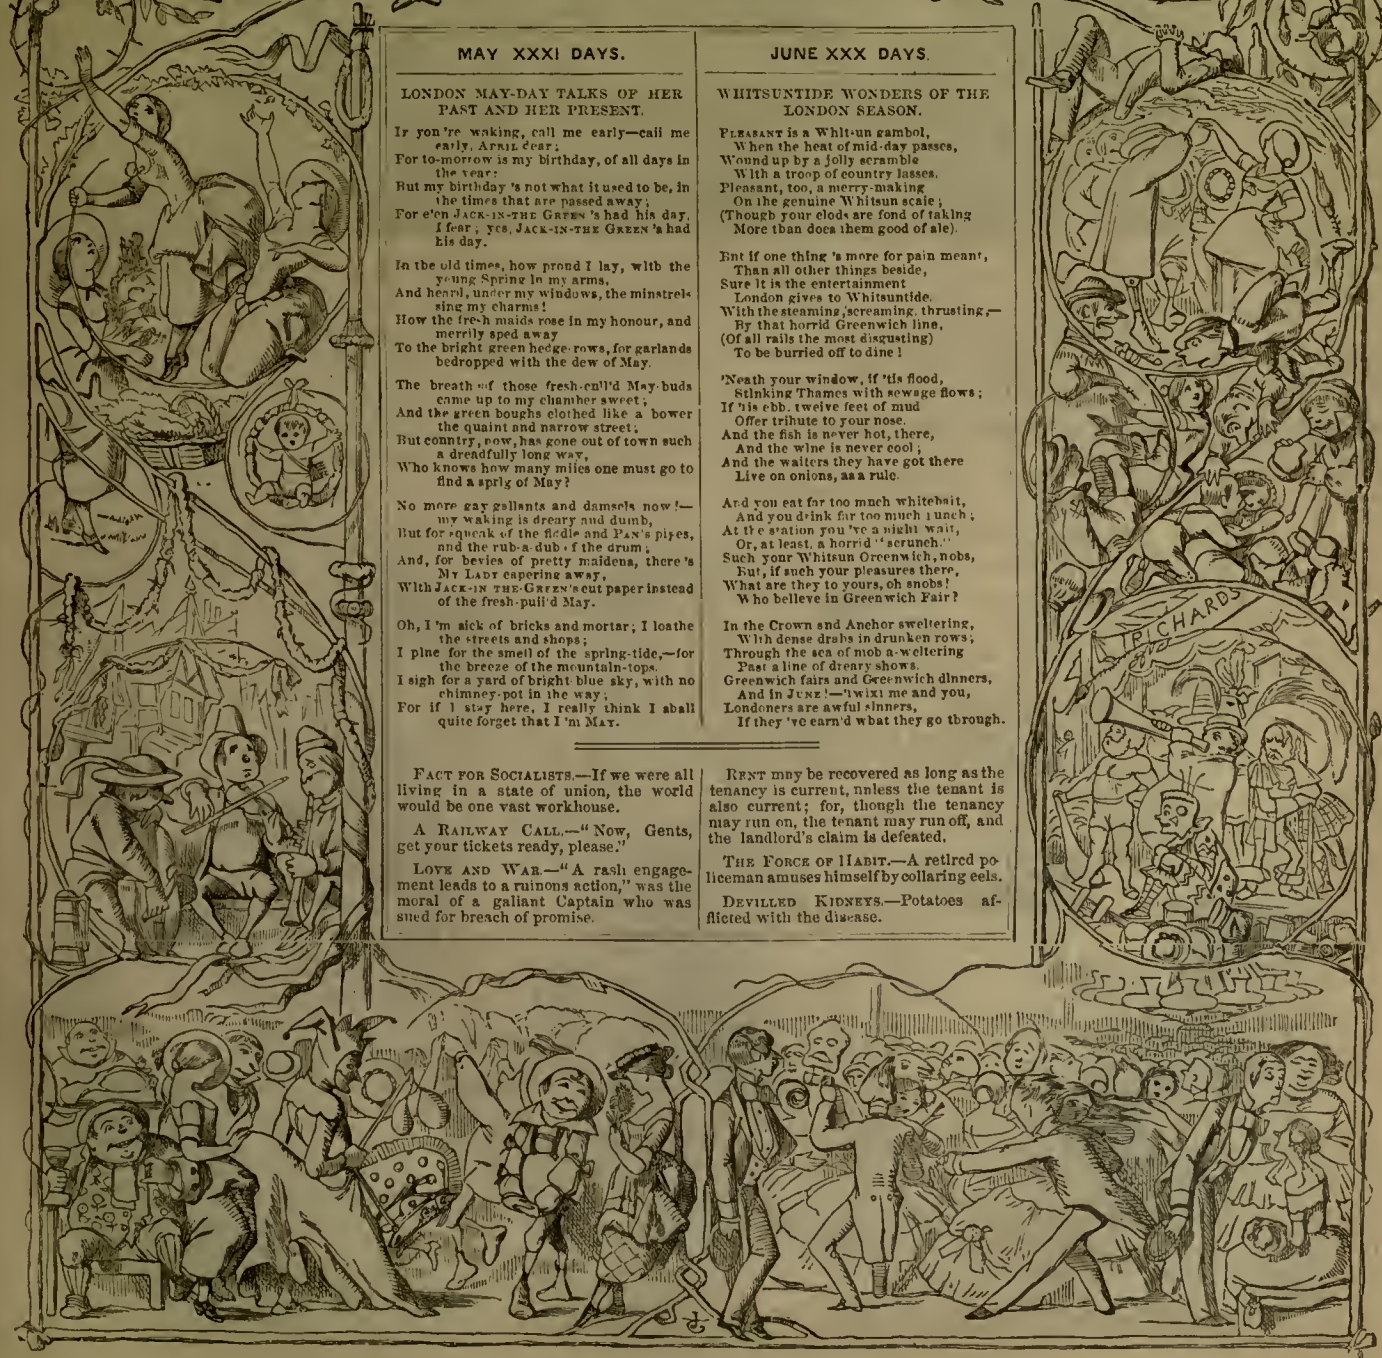 MAY XXXI DAYS.
LONDON MAY-DAY TALKS OF HER
PAST AND HER PRESENT.
If you're waking, call me early—call me
early, April dear;
For to-morrow is my birthday, of all days in
the year:
But my birthday's not what it used to be, in
the times that are passed away;
For e'en Jack-in-the Green's had his day,
I fear; yes, Jack-in-the Green's had
his day.
In the old times, how proud I lay, with the
young Spring in my arms,
And heard, under my windows, the minstrels
sing my charms!
How the fresh maids rose in my honour, and
merrily sped away
To the bright green hedge-rows, for garlands
bedropped with the dew of May.
The breath of those fresh-cull'd May-buds
came up to my chamber sweet;
And the green boughs clothed like a bower
the quaint and narrow street;
But country, now, has gone out of town such
a dreadfully long way,
Who knows how many miles one must go to
find a sprig of May?
No more gay gallants and damsels now!—
my waking is dreary and dumb,
But for squeak of the fiddle and Pan's pipes,
and the rub-a-dub of the drum;
And, for bevies of pretty maidens, there's
My Lady capering away,
With Jack-in the-Green's cut paper instead
of the fresh-pull'd May.
Oh, I'm sick of bricks and mortar; I loathe
the streets and shops;
I pine for the smell of the spring-tide,—for
the breeze of the mountain-tops.
I sigh for a yard of bright blue sky, with no
chimney-pot in the way;
For if I stay here, I really think I shall
quite forget that I'm May.
JUNE XXX DAYS.
WHITSUNTIDE WONDERS OF THE
LONDON SEASON.
Pleasant is a Whitsun gambol,
When the heat of mid-day passes,
Wound up by a jolly scramble
With a troop of country lasses.
Pleasant, too, a merry-making
On the genuine Whitsun scale;
(Though your clods are fond of taking
More than does them good of ale).
But if one thing's more for pain meant,
Than all other things beside,
Sure it is the entertainment
London gives to Whitsuntide.
With the steaming, screaming, thrusting,—
By that horrid Greenwich line,
(Of all rails the most disgusting)
To be hurried off to dine!
'Neath your window, if 'tis flood,
Stinking Thames with sewage flows;
If 'tis ebb, twelve feet of mud
Offer tribute to your nose.
And the fish is never hot, there,
And the wine is never cool;
And the waiters they have got there
Live on onions, as a rule.
And you eat far too much whitebait,
And you drink far too much punch;
At the station you've a night wait,
Or, at least, a horrid "scrunch."
Such your Whitsun Greenwich, nobs,
But, if such your pleasures there,
What are they to yours, oh snobs!
Who believe in Greenwich Fair?
In the Crown and Anchor sweltering,
With dense drabs in drunken rows;
Through the sea of mob a-weltering
Past a line of dreary shows.
Greenwich fairs and Greenwich dinners,
And in June!—'twixt me and you,
Londoners are awful sinners,
If they've earn'd what they go through.
Fact for Socialists.—If we were all
living in a state of union, the world
would be one vast workhouse.
A Railway Call.—"Now, Gents,
get your tickets ready, please."
Love and War.—"A rash engage-
ment leads to a ruinous action," was the
moral of a gallant Captain who was
sued for breach of promise.
Rent may be recovered as long as the
tenancy is current, unless the tenant is
also current; for, though the tenancy
may run on, the tenant may run off, and
the landlord's claim is defeated.
The Force of Habit.—A retired po-
liceman amuses himself by collaring eels.
Devilled Kidneys.—Potatoes af-
flicted with the disease.
RICHARDS